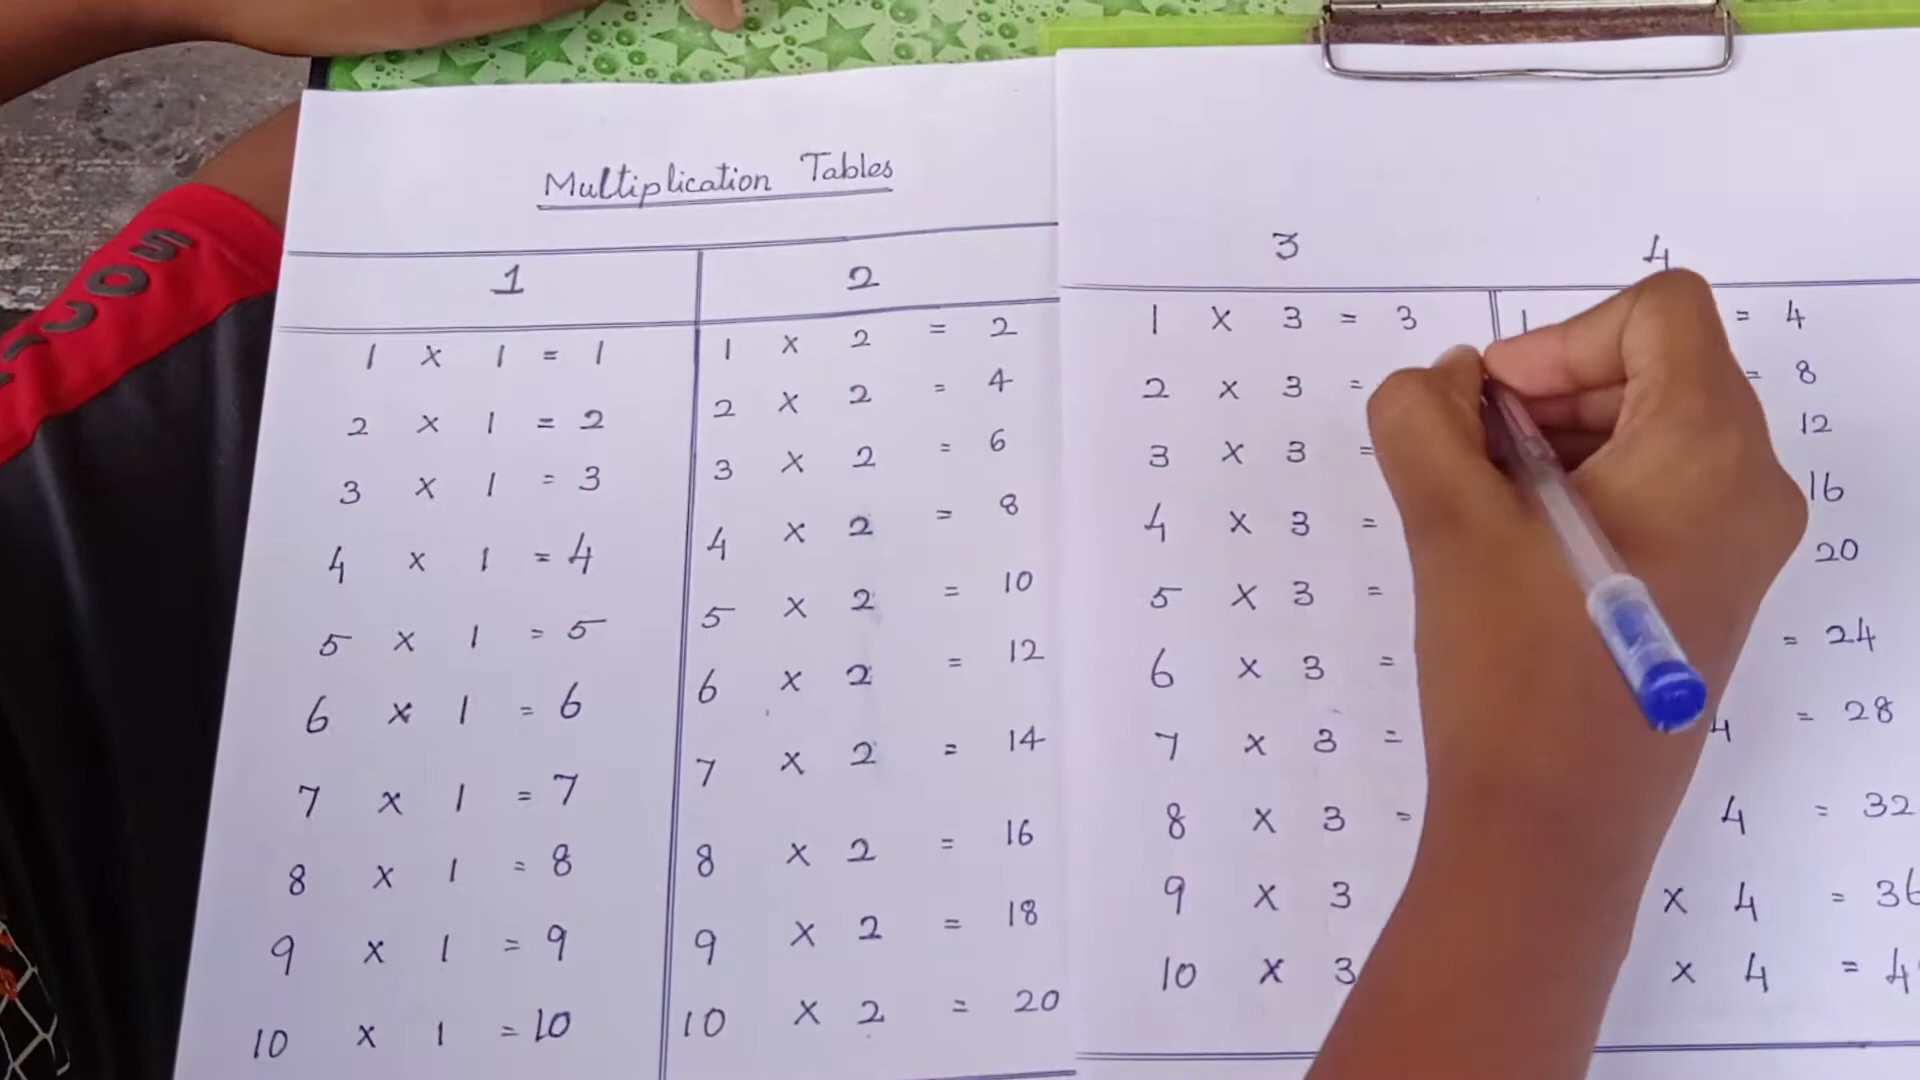 Multiplication Tables
1 2
1 x 1 = 1
2 x 1 = 2
3 x 1 = 3
4 x 1 = 4
5 x 1 = 5
6 x 1 = 6
7 x 1 = 7
8 x 1 = 8
9 x 1 = 9
10 x 1 = 10
1 x 2 = 2
2 x 2 = 4
3 x 2 = 6
4 x 2 = 8
5 x 2 = 10
6 x 2 = 12
7 x 2 = 14
8 x 2 = 16
9 x 2 = 18
10 x 2 = 20
3 4
1 x 3 = 3
2 x 3 =
3 x 3 =
4 x 3 =
5 x 3 =
6 x 3 =
7 x 3 =
8 x 3 =
9 x 3
10 x 3
1 = 4
= 8
12
16
20
= 24
4 = 28
4 = 32
x 4 = 36
x 4 = 4